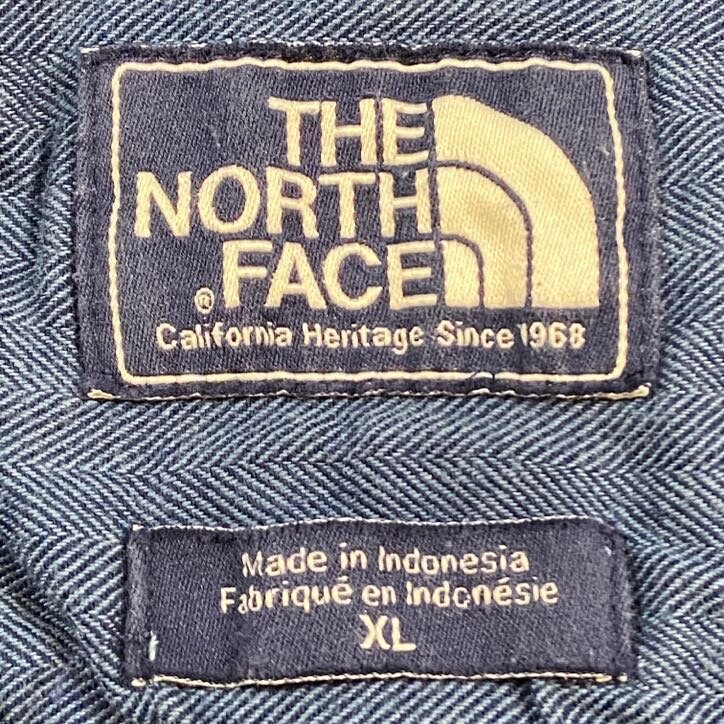 THE
NORTH
® FACE
California Heritage Since 1968
Made in Indonesia
Fabriqué en Indonésie
XL